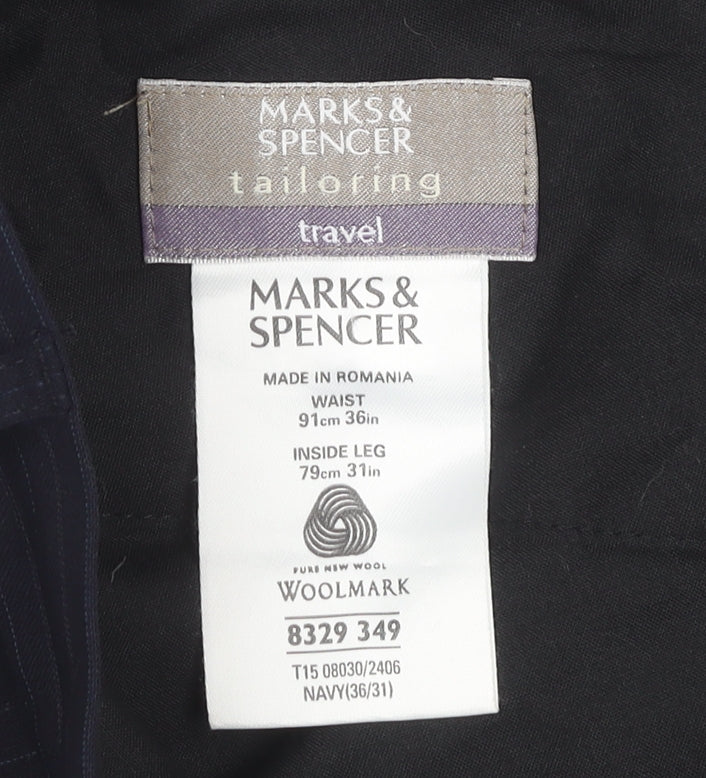 MARKS &
SPENCER
tailoring
travel
MARKS &
SPENCER
MADE IN ROMANIA
WAIST
91cm 36in
INSIDE LEG
79cm 31in
PURE NEW WOOL
WOOLMARK
8329 349
T15 08030/2406
NAVY(36/31)